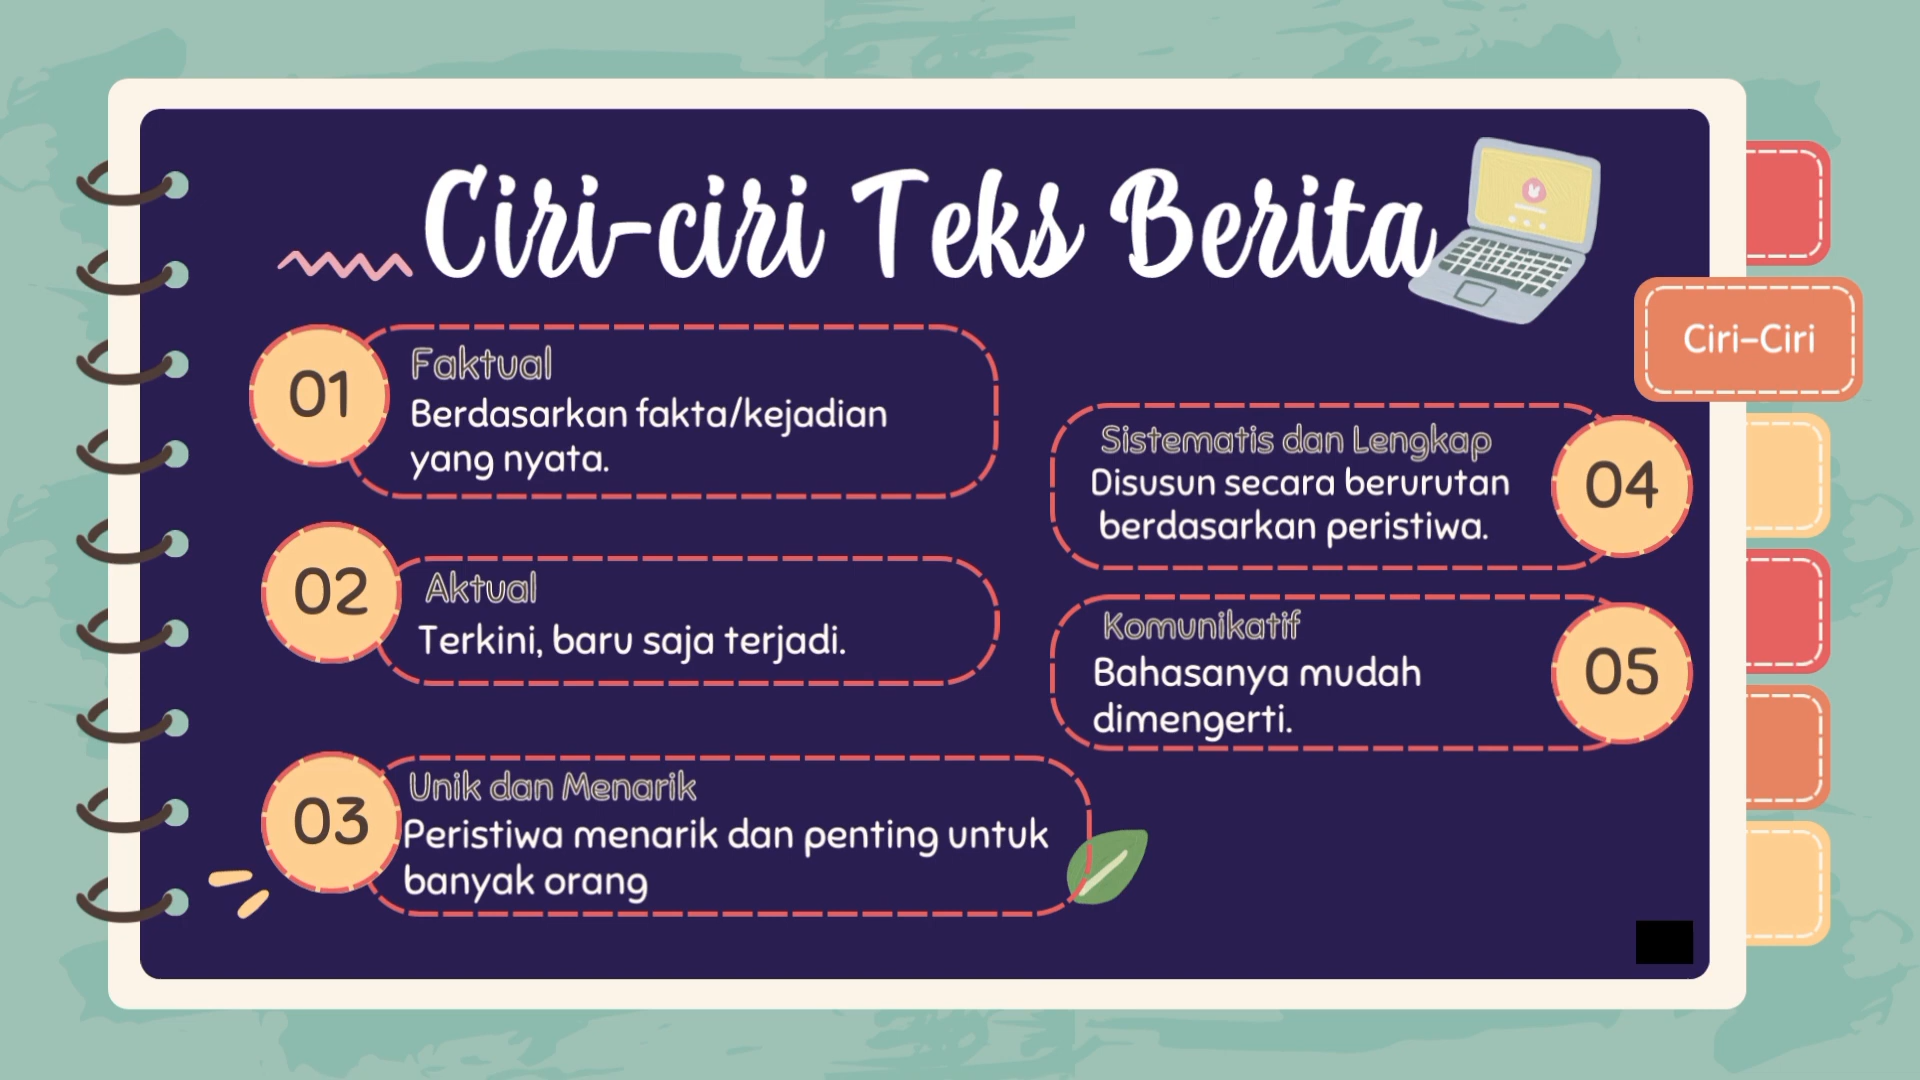 Ciri-ciri Teks Berita
Ciri-Ciri
01
Faktual
Berdasarkan fakta/kejadian
yang nyata.
02
Aktual
Terkini, baru saja terjadi.
03
Unik dan Menarik
Peristiwa menarik dan penting untuk
banyak orang
04
Sistematis dan Lengkap
Disusun secara berurutan
berdasarkan peristiwa.
05
Komunikatif
Bahasanya mudah
dimengerti.